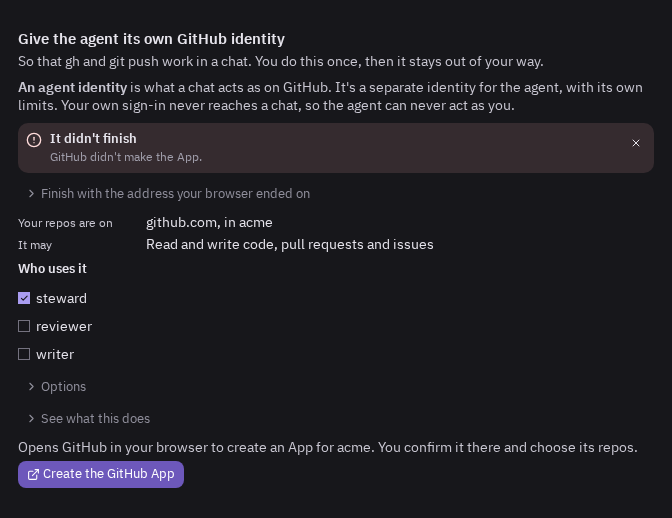 Give the agent its own GitHub identity
So that gh and git push work in a chat. You do this once, then it stays out of your way.
An agent identity is what a chat acts as on GitHub. It's a separate identity for the agent, with its own
limits. Your own sign-in never reaches a chat, so the agent can never act as you.
It didn't finish
GitHub didn't make the App.
Finish with the address your browser ended on
Your repos are on github.com, in acme
It may Read and write code, pull requests and issues
Who uses it
steward
reviewer
writer
Options
See what this does
Opens GitHub in your browser to create an App for acme. You confirm it there and choose its repos.
Create the GitHub App